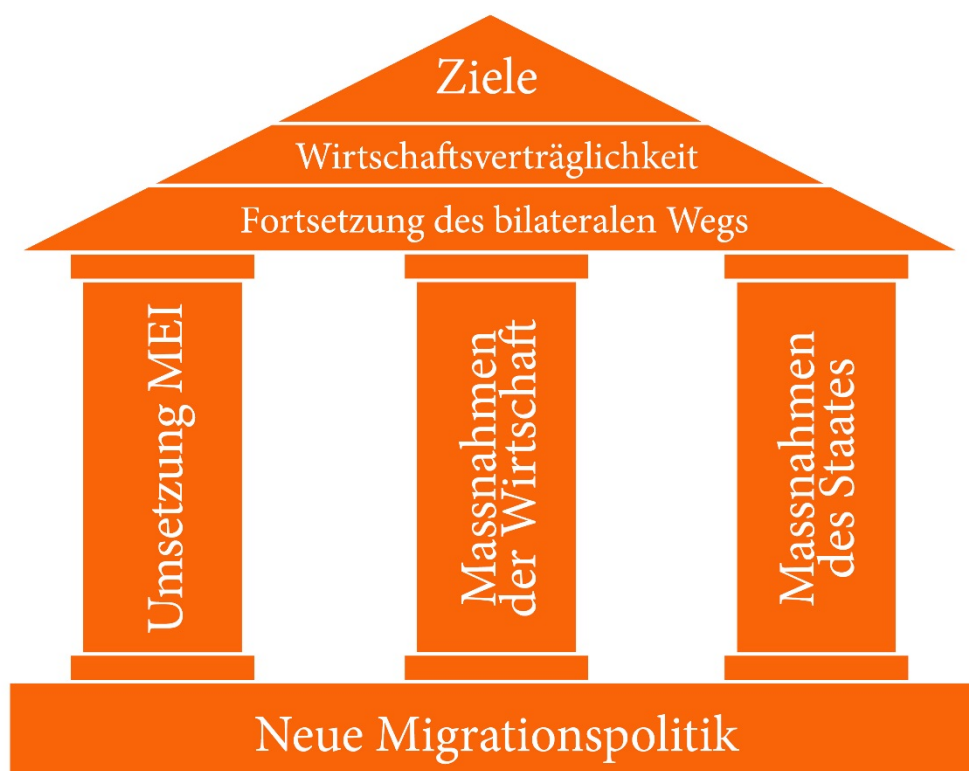 Ziele
Wirtschaftsverträglichkeit
Fortsetzung des bilateralen Wegs
Umsetzung MEI
Massnahmen
der Wirtschaft
Massnahmen
des Staates
Neue Migrationspolitik